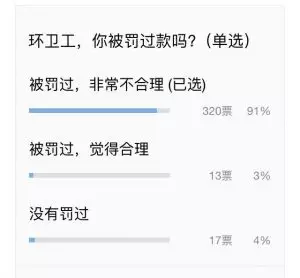 环卫工，你被罚过款吗？（单选）
被罚过，非常不合理 (已选)
320票 91%
被罚过，觉得合理
13票 3%
没有罚过
17票 4%